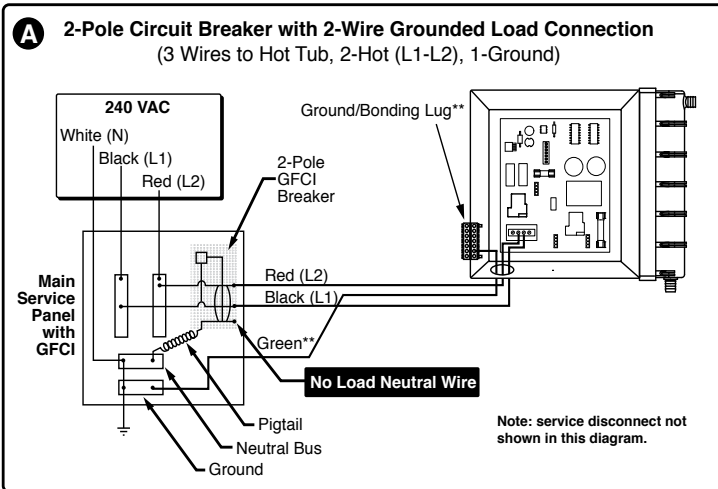 A
2-Pole Circuit Breaker with 2-Wire Grounded Load Connection
(3 Wires to Hot Tub, 2-Hot (L1-L2), 1-Ground)
240 VAC
White (N)
Black (L1)
Red (L2)
Ground/Bonding Lug**
2-Pole
GFCI
Breaker
Main
Service
Panel
with
GFCI
Red (L2)
Black (L1)
Green**
No Load Neutral Wire
Pigtail
Neutral Bus
Ground
Note: service disconnect not
shown in this diagram.